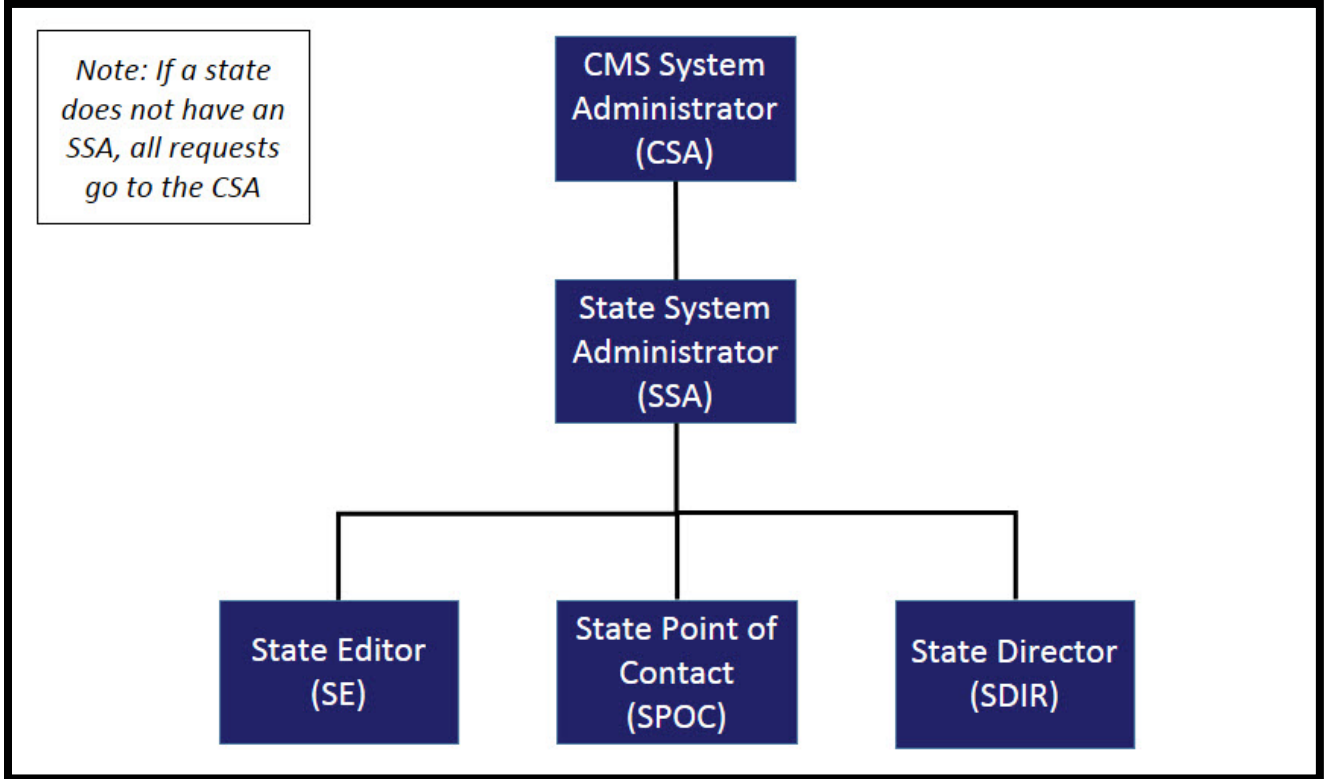 Note: If a state
does not have an
SSA, all requests
go to the CSA
CMS System
Administrator
(CSA)
State System
Administrator
(SSA)
State Editor
(SE)
State Point of
Contact
(SPOC)
State Director
(SDIR)